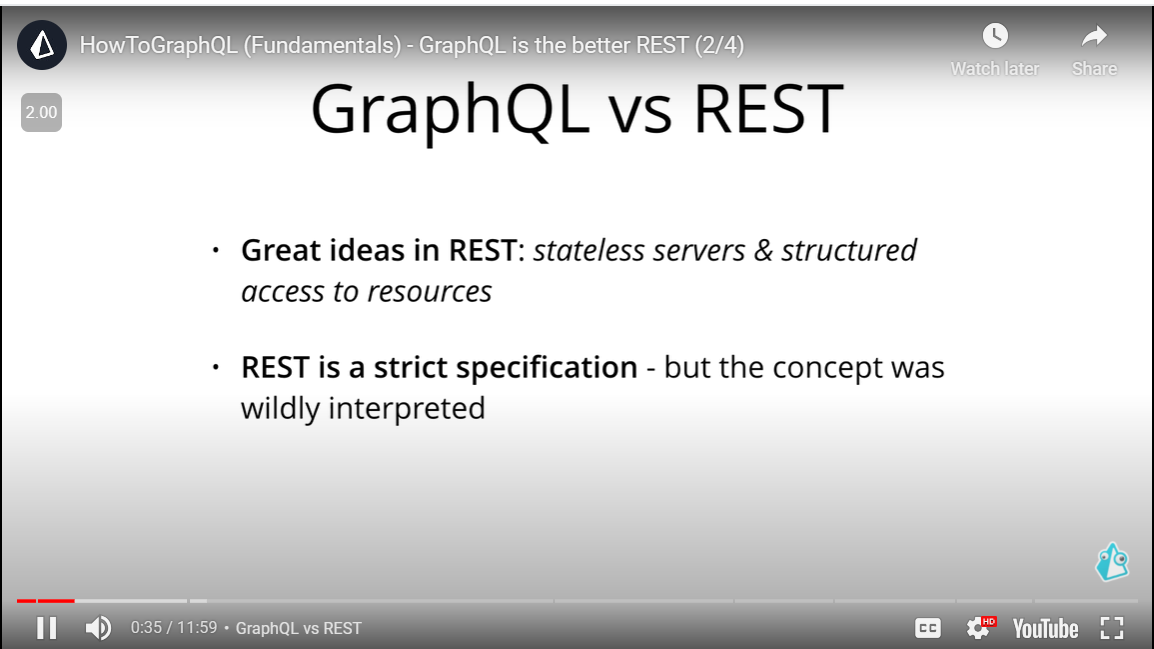 HowToGraphQL (Fundamentals) - GraphQL is the better REST (2/4)
Watch later
Share
2.00
GraphQL vs REST
• Great ideas in REST: stateless servers & structured
access to resources
• REST is a strict specification - but the concept was
wildly interpreted
0:35 / 11:59 • GraphQL vs REST
CC
HD
YouTube